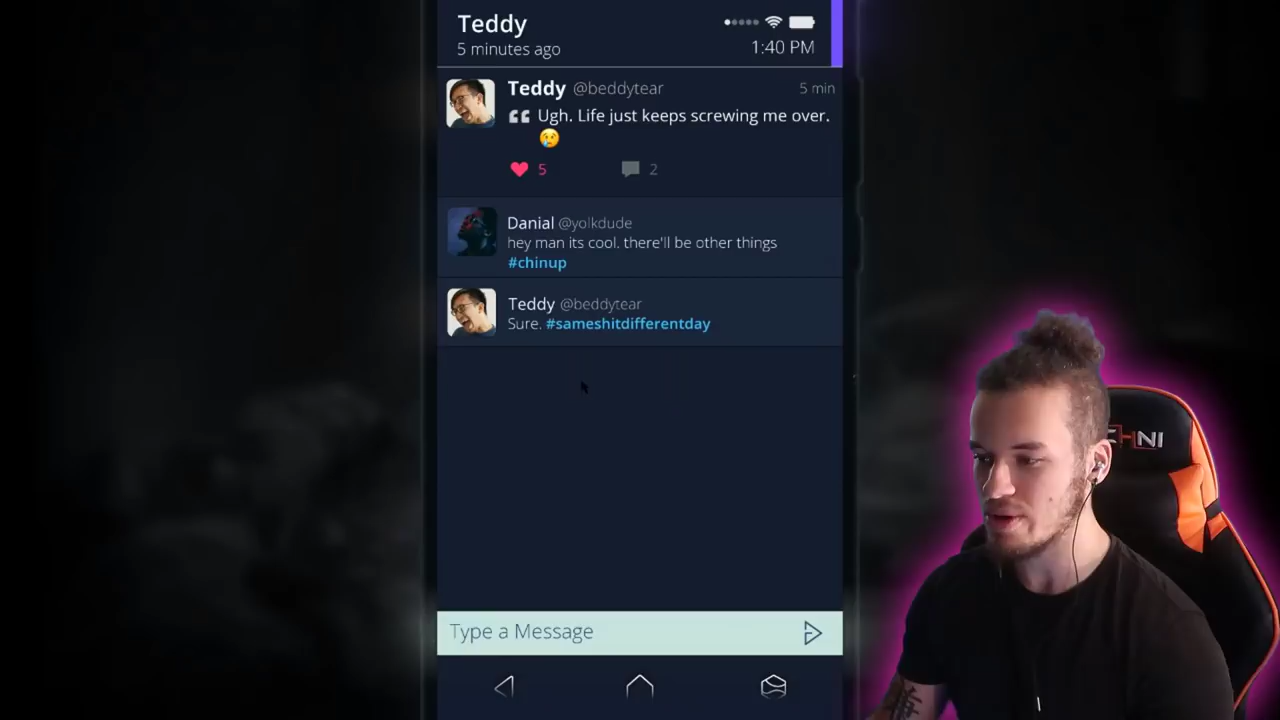 Teddy
5 minutes ago
1:40 PM
Teddy @beddytear 5 min
Ugh. Life just keeps screwing me over.
😢
5 2
Danial @yolkdude
hey man its cool. there'll be other things
#chinup
Teddy @beddytear
Sure. #sameshitdifferentday
Type a Message